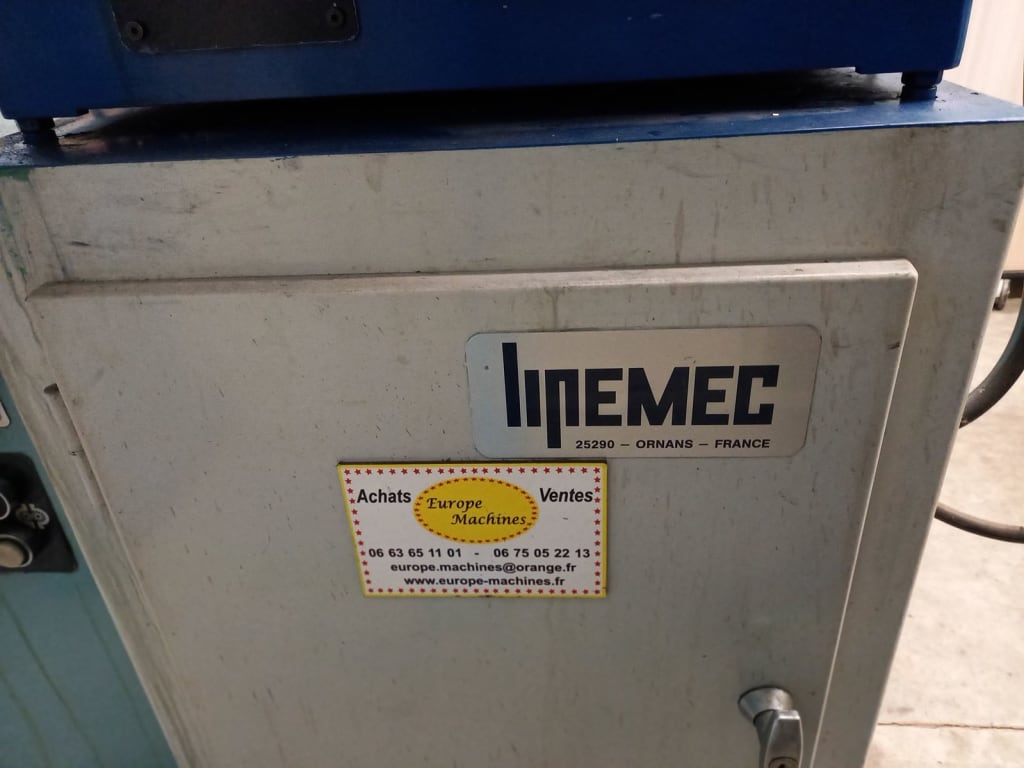 LIPEMEC
25290 – ORNANS – FRANCE
Achats Europe Machines Ventes
06 63 65 11 01 - 06 75 05 22 13
europe.machines@orange.fr
www.europe-machines.fr